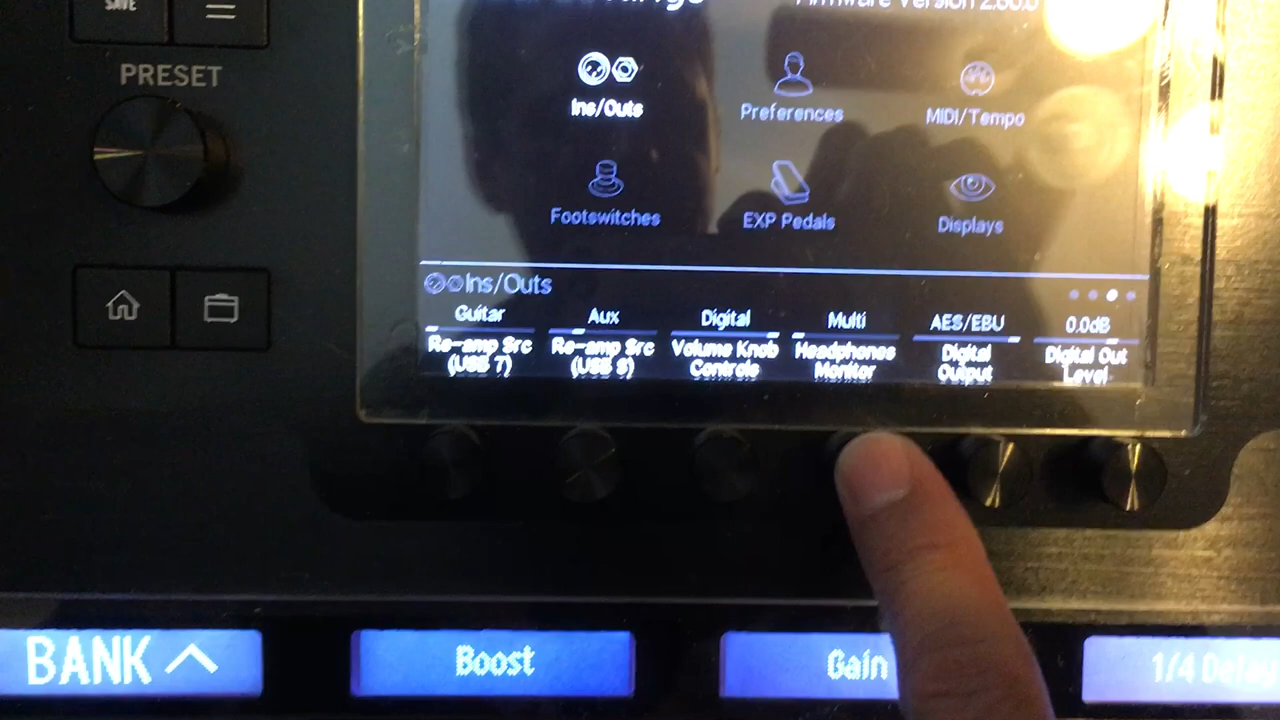 SAVE
Firmware Version 2.80.0
PRESET
Ins/Outs
Preferences
MIDI/Tempo
Footswitches
EXP Pedals
Displays
Ins/Outs
Guitar
Aux
Digital
Multi
AES/EBU
0.0dB
Re-amp Src
(USB 7)
Re-amp Src
(USB 8)
Volume Knob
Controls
Headphones
Monitor
Digital
Output
Digital Out
Level
BANK
Boost
Gain
1/4 Delay